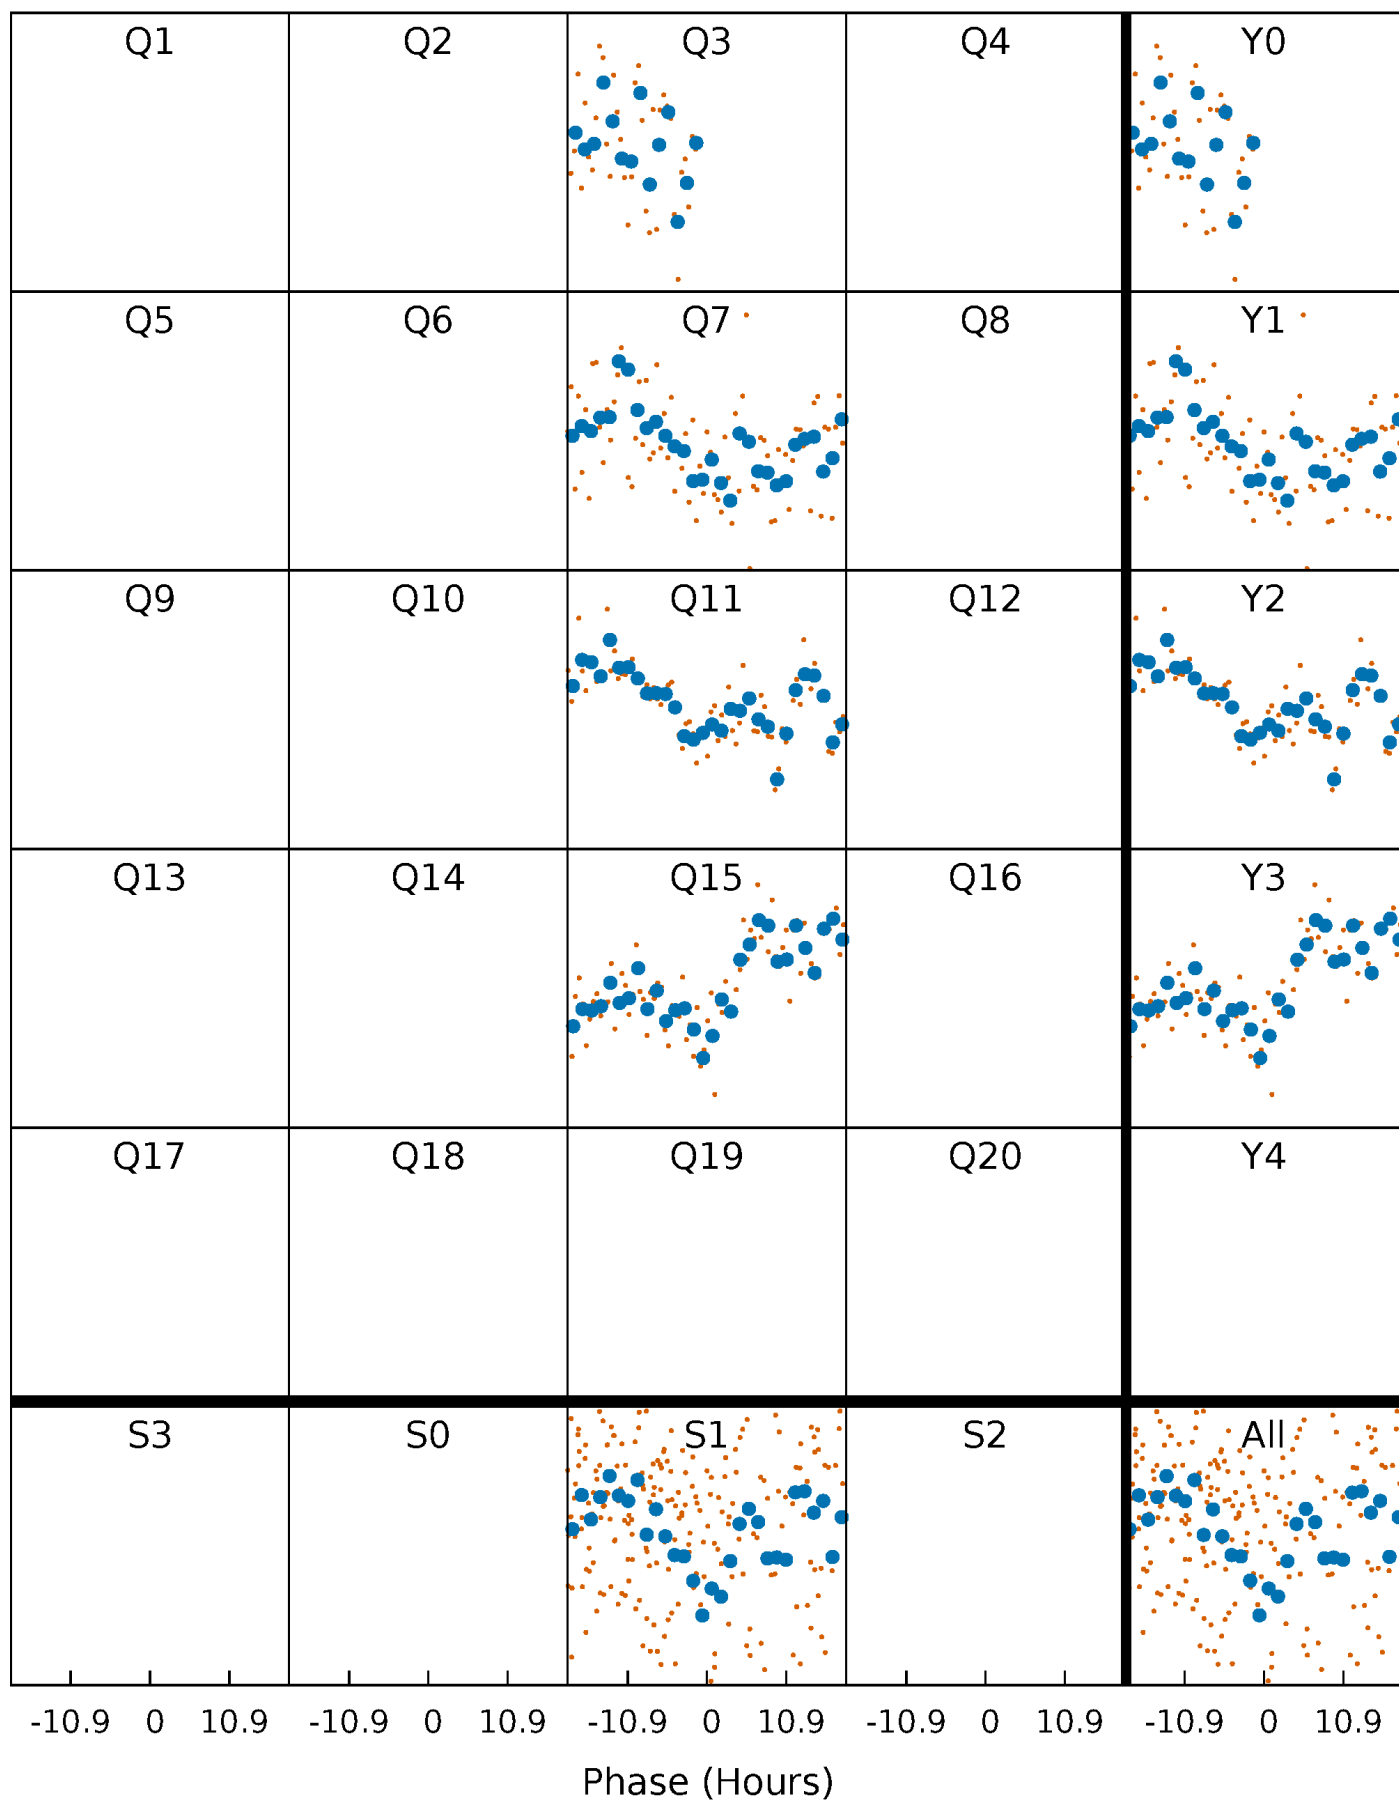 Q1 Q2 Q3 Q4 Y0
Q5 Q6 Q7 Q8 Y1
Q9 Q10 Q11 Q12 Y2
Q13 Q14 Q15 Q16 Y3
Q17 Q18 Q19 Q20 Y4
S3 S0 S1 S2 All
-10.9 0 10.9 -10.9 0 10.9 -10.9 0 10.9 -10.9 0 10.9 -10.9 0 10.9
Phase (Hours)